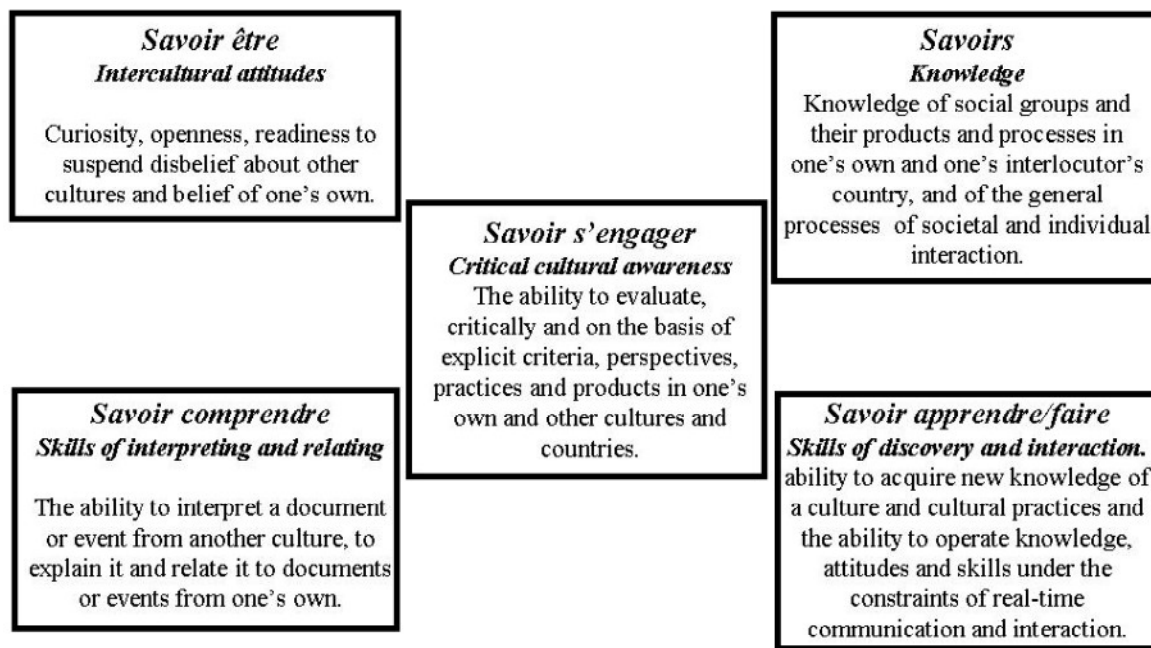 Savoir être
Intercultural attitudes
Curiosity, openness, readiness to
suspend disbelief about other
cultures and belief of one's own.
Savoirs
Knowledge
Knowledge of social groups and
their products and processes in
one's own and one's interlocutor's
country, and of the general
processes of societal and individual
interaction.
Savoir s'engager
Critical cultural awareness
The ability to evaluate,
critically and on the basis of
explicit criteria, perspectives,
practices and products in one's
own and other cultures and
countries.
Savoir comprendre
Skills of interpreting and relating
The ability to interpret a document
or event from another culture, to
explain it and relate it to documents
or events from one's own.
Savoir apprendre/faire
Skills of discovery and interaction.
ability to acquire new knowledge of
a culture and cultural practices and
the ability to operate knowledge,
attitudes and skills under the
constraints of real-time
communication and interaction.